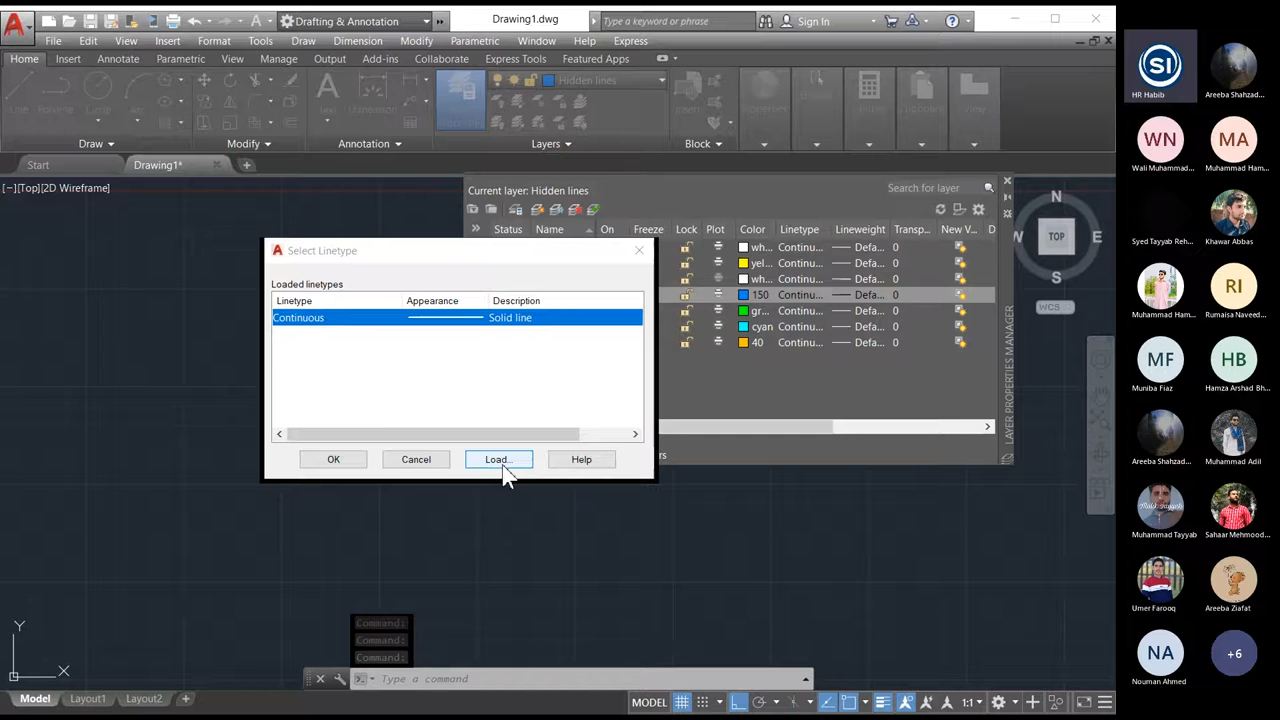 Drafting & Annotation
Drawing1.dwg
Type a keyword or phrase
Sign In
File Edit View Insert Format Tools Draw Dimension Modify Parametric Window Help Express
Home Insert Annotate Parametric View Manage Output Add-ins Collaborate Express Tools Featured Apps
Hidden lines
Draw Modify Annotation Layers Block
Start
Drawing1*
[−][Top][2D Wireframe]
Current layer: Hidden lines
Search for layer
Status Name On Freeze Lock Plot Color Linetype Lineweight Transp... New V... D
wh... Continu... Defa... 0
yel... Continu... Defa... 0
wh... Continu... Defa... 0
150 Continu... Defa... 0
gr... Continu... Defa... 0
cyan Continu... Defa... 0
40 Continu... Defa... 0
LAYER PROPERTIES MANAGER
Select Linetype
Loaded linetypes
Linetype Appearance Description
Continuous Solid line
OK Cancel Load... Help
N
W TOP E
S
WCS
Y
X
Command:
Command:
Command:
Type a command
Model Layout1 Layout2
MODEL
1:1
SI
HR Habib
Areeba Shahzad...
WN
Wali Muhammad...
MA
Muhammad Ham...
Syed Tayyab Reh...
Khawar Abbas
Muhammad Ham...
RI
Rumaisa Naveed...
MF
Muniba Fiaz
HB
Hamza Arshad Bh...
Areeba Shahzad...
Muhammad Adil
Muhammad Tayyab
Sahaar Mehmood...
Umer Farooq
Areeba Ziafat
NA
Nouman Ahmed
+6